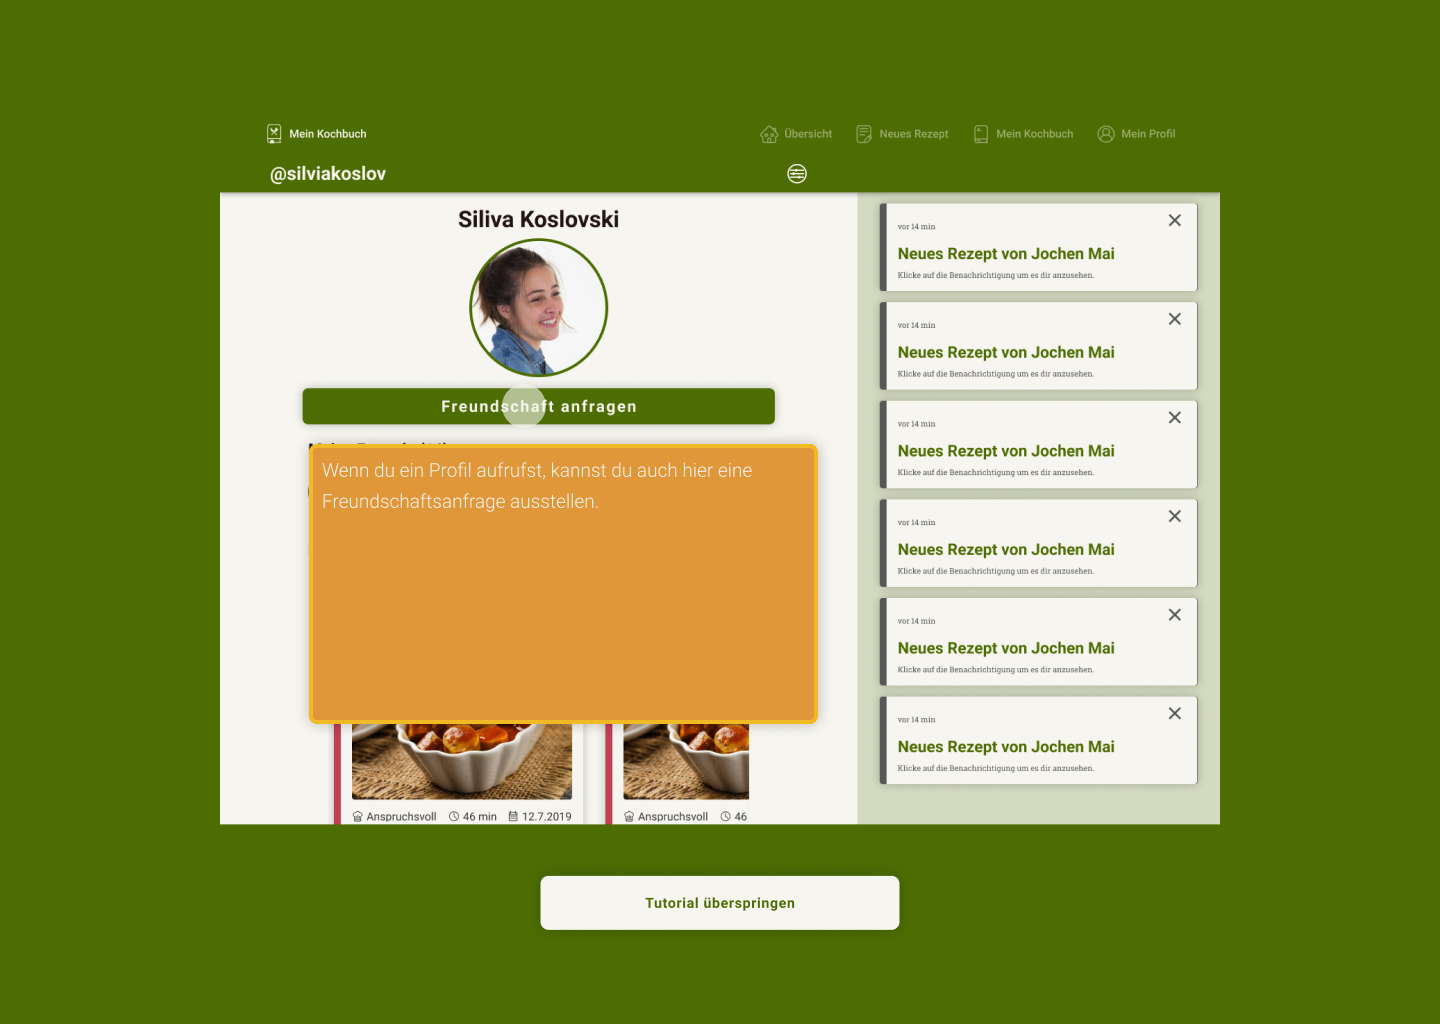 Mein Kochbuch
Übersicht
Neues Rezept
Mein Kochbuch
Mein Profil
@silviakoslov
Siliva Koslovski
Freundschaft anfragen
Wenn du ein Profil aufrufst, kannst du auch hier eine
Freundschaftsanfrage ausstellen.
Anspruchsvoll 46 min 12.7.2019
Anspruchsvoll 46
vor 14 min
Neues Rezept von Jochen Mai
Klicke auf die Benachrichtigung um es dir anzusehen.
vor 14 min
Neues Rezept von Jochen Mai
Klicke auf die Benachrichtigung um es dir anzusehen.
vor 14 min
Neues Rezept von Jochen Mai
Klicke auf die Benachrichtigung um es dir anzusehen.
vor 14 min
Neues Rezept von Jochen Mai
Klicke auf die Benachrichtigung um es dir anzusehen.
vor 14 min
Neues Rezept von Jochen Mai
Klicke auf die Benachrichtigung um es dir anzusehen.
vor 14 min
Neues Rezept von Jochen Mai
Klicke auf die Benachrichtigung um es dir anzusehen.
Tutorial überspringen